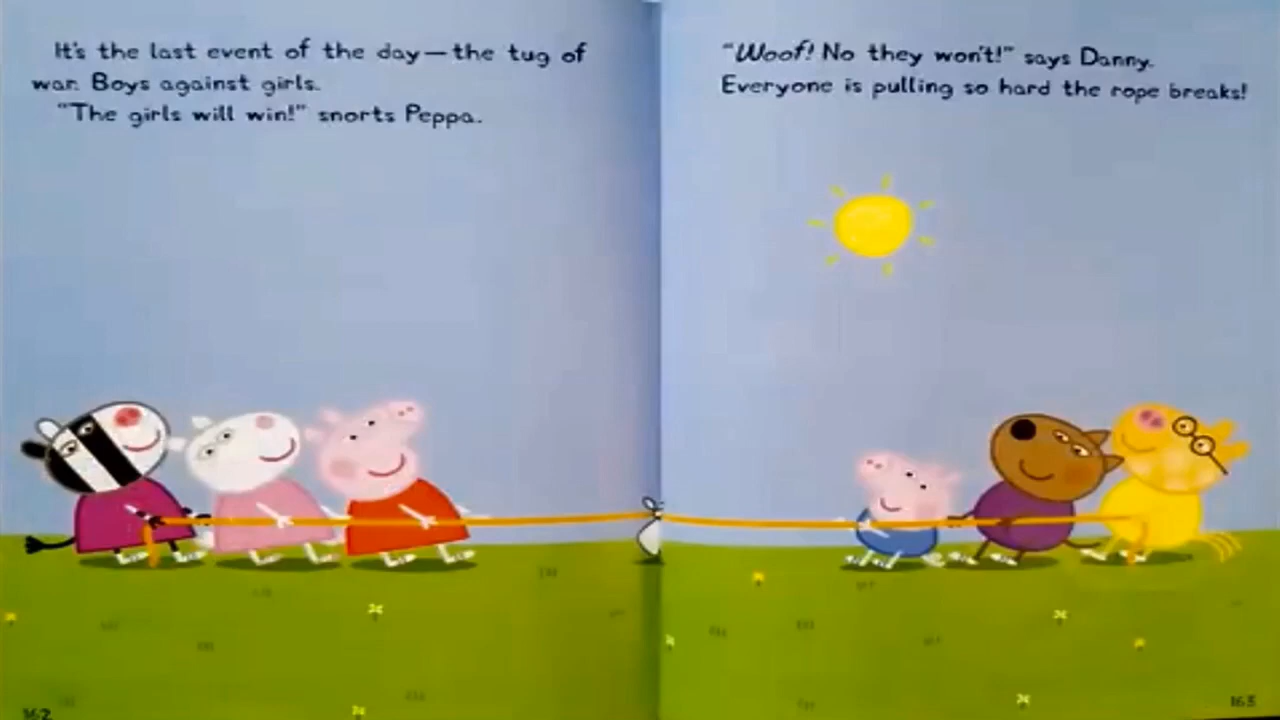 It's the last event of the day—the tug of
war. Boys against girls.
"The girls will win!" snorts Peppa.
"Woof! No they won't!" says Danny.
Everyone is pulling so hard the rope breaks!
162
163